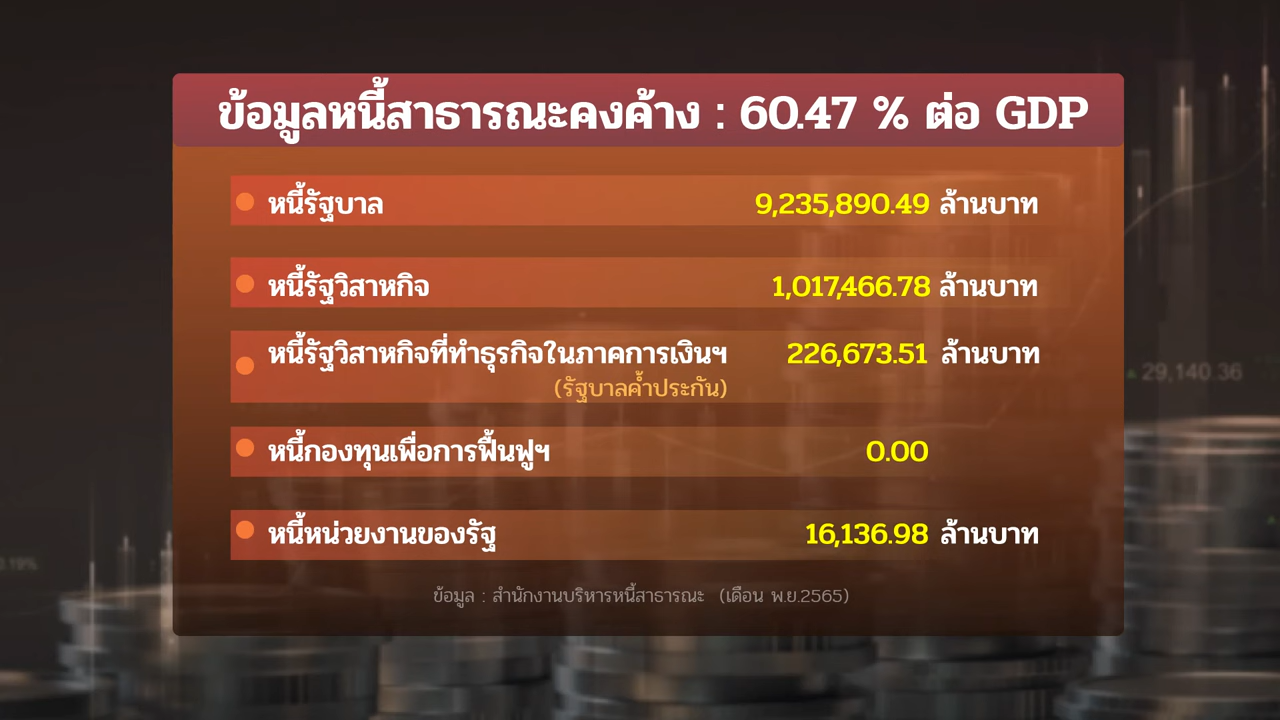 ข้อมูลหนี้สาธารณะคงค้าง : 60.47 % ต่อ GDP
หนี้รัฐบาล 9,235,890.49 ล้านบาท
หนี้รัฐวิสาหกิจ 1,017,466.78 ล้านบาท
หนี้รัฐวิสาหกิจที่ทำธุรกิจในภาคการเงินฯ 226,673.51 ล้านบาท
(รัฐบาลค้ำประกัน)
29,140.36
หนี้กองทุนเพื่อการฟื้นฟูฯ 0.00
หนี้หน่วยงานของรัฐ 16,136.98 ล้านบาท
0.19%
ข้อมูล : สำนักงานบริหารหนี้สาธารณะ (เดือน พ.ย.2565)